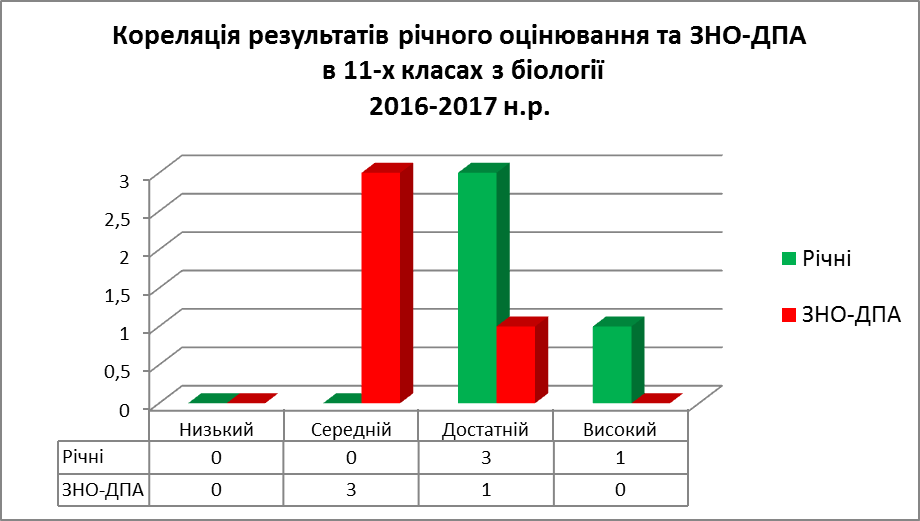 Кореляція результатів річного оцінювання та ЗНО-ДПА
в 11-х класах з біології
2016-2017 н.р.
3
2,5
2
1,5
1
0,5
0
Річні
ЗНО-ДПА
Низький Середній Достатній Високий
Річні 0 0 3 1
ЗНО-ДПА 0 3 1 0